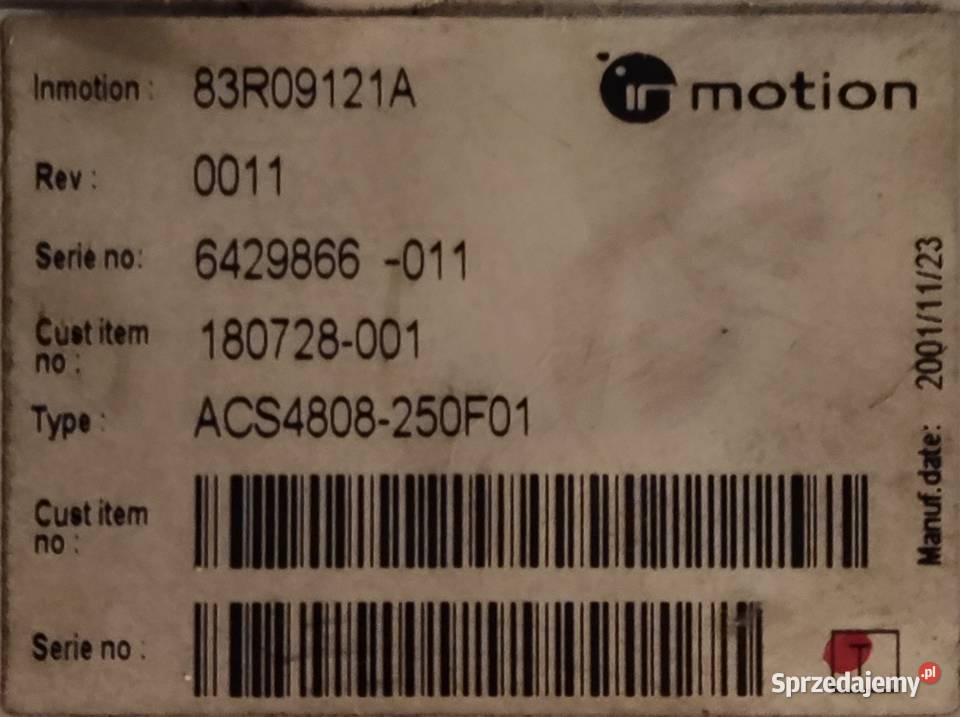 Inmotion : 83R09121A
in motion
Rev : 0011
Serie no: 6429866 -011
Cust item
no : 180728-001
Type : ACS4808-250F01
Manuf. date: 2001/11/23
Cust item
no :
Serie no :
T
Sprzedajemy.pl